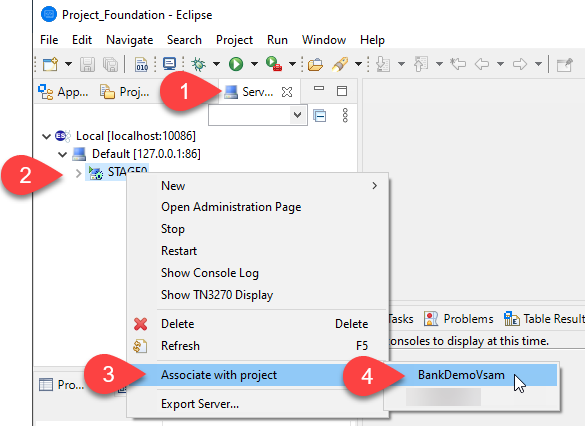 Project_Foundation - Eclipse
File Edit Navigate Search Project Run Window Help
010
App... Proj... 1 Serv...
ES Local [localhost:10086]
Default [127.0.0.1:86]
2 STAGE0
New
Open Administration Page
Stop
Restart
Show Console Log
Show TN3270 Display
Tasks Problems Table Result
Delete Delete
Refresh F5
onsoles to display at this time.
3 Associate with project 4 BankDemoVsam
Pro...
Export Server...